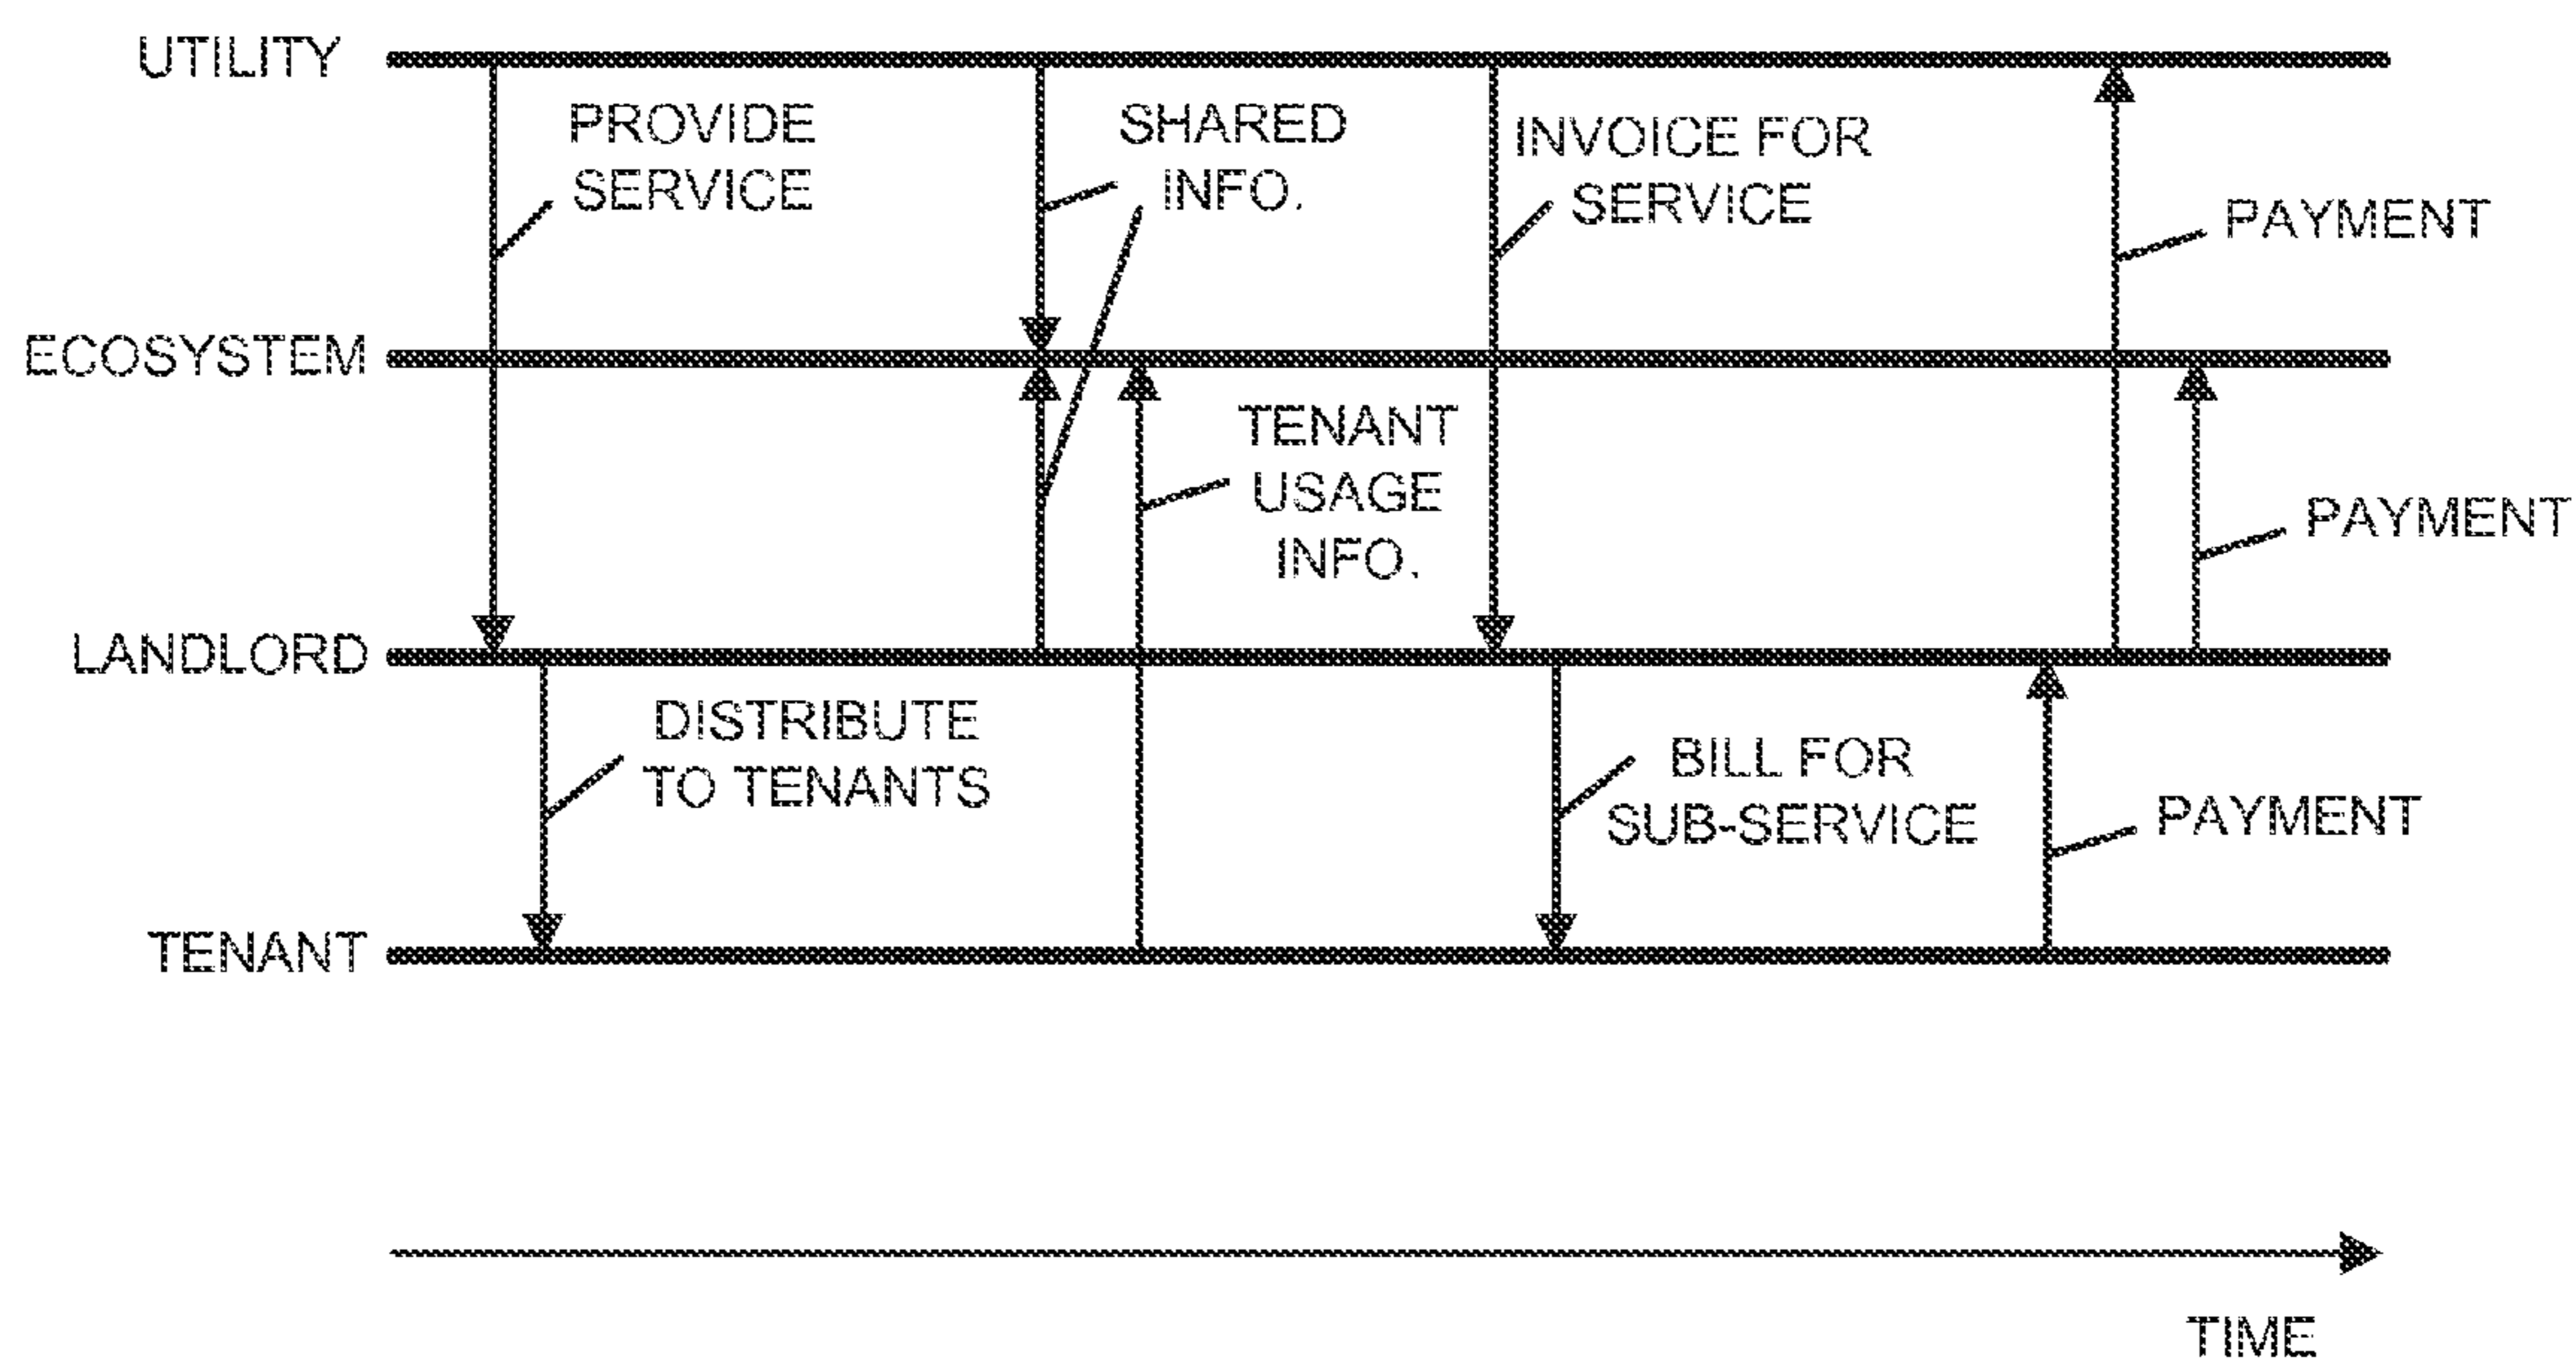 UTILITY
PROVIDE
SERVICE
SHARED
INFO.
INVOICE FOR
SERVICE
PAYMENT
ECOSYSTEM
TENANT
USAGE
INFO.
PAYMENT
LANDLORD
DISTRIBUTE
TO TENANTS
BILL FOR
SUB-SERVICE
PAYMENT
TENANT
TIME